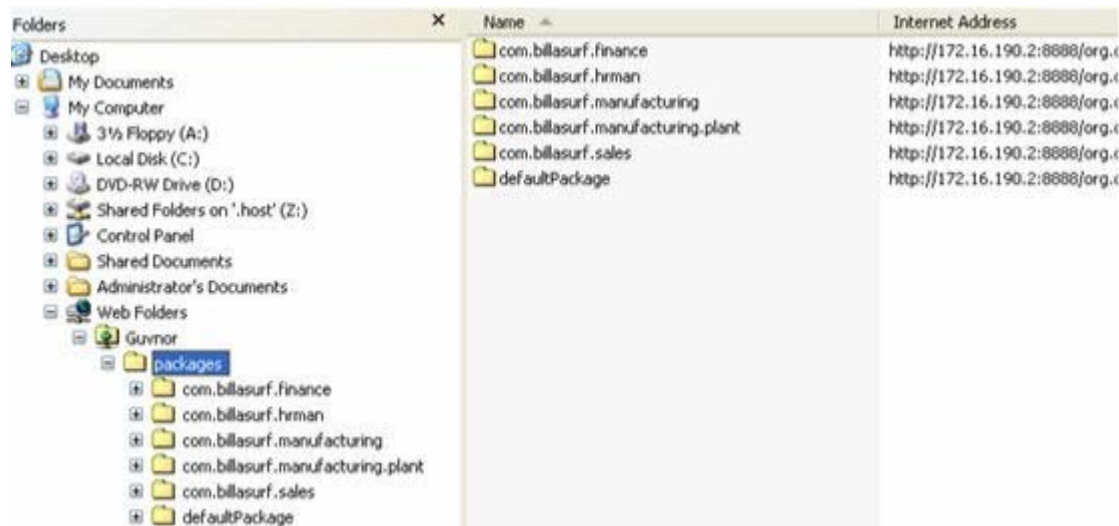 Folders
Desktop
My Documents
My Computer
3½ Floppy (A:)
Local Disk (C:)
DVD-RW Drive (D:)
Shared Folders on '.host' (Z:)
Control Panel
Shared Documents
Administrator's Documents
Web Folders
Guvnor
packages
com.billasurf.finance
com.billasurf.hrman
com.billasurf.manufacturing
com.billasurf.manufacturing.plant
com.billasurf.sales
defaultPackage
Name Internet Address
com.billasurf.finance http://172.16.190.2:8888/org.
com.billasurf.hrman http://172.16.190.2:8888/org.
com.billasurf.manufacturing http://172.16.190.2:8888/org.
com.billasurf.manufacturing.plant http://172.16.190.2:8888/org.
com.billasurf.sales http://172.16.190.2:8888/org.
defaultPackage http://172.16.190.2:8888/org.